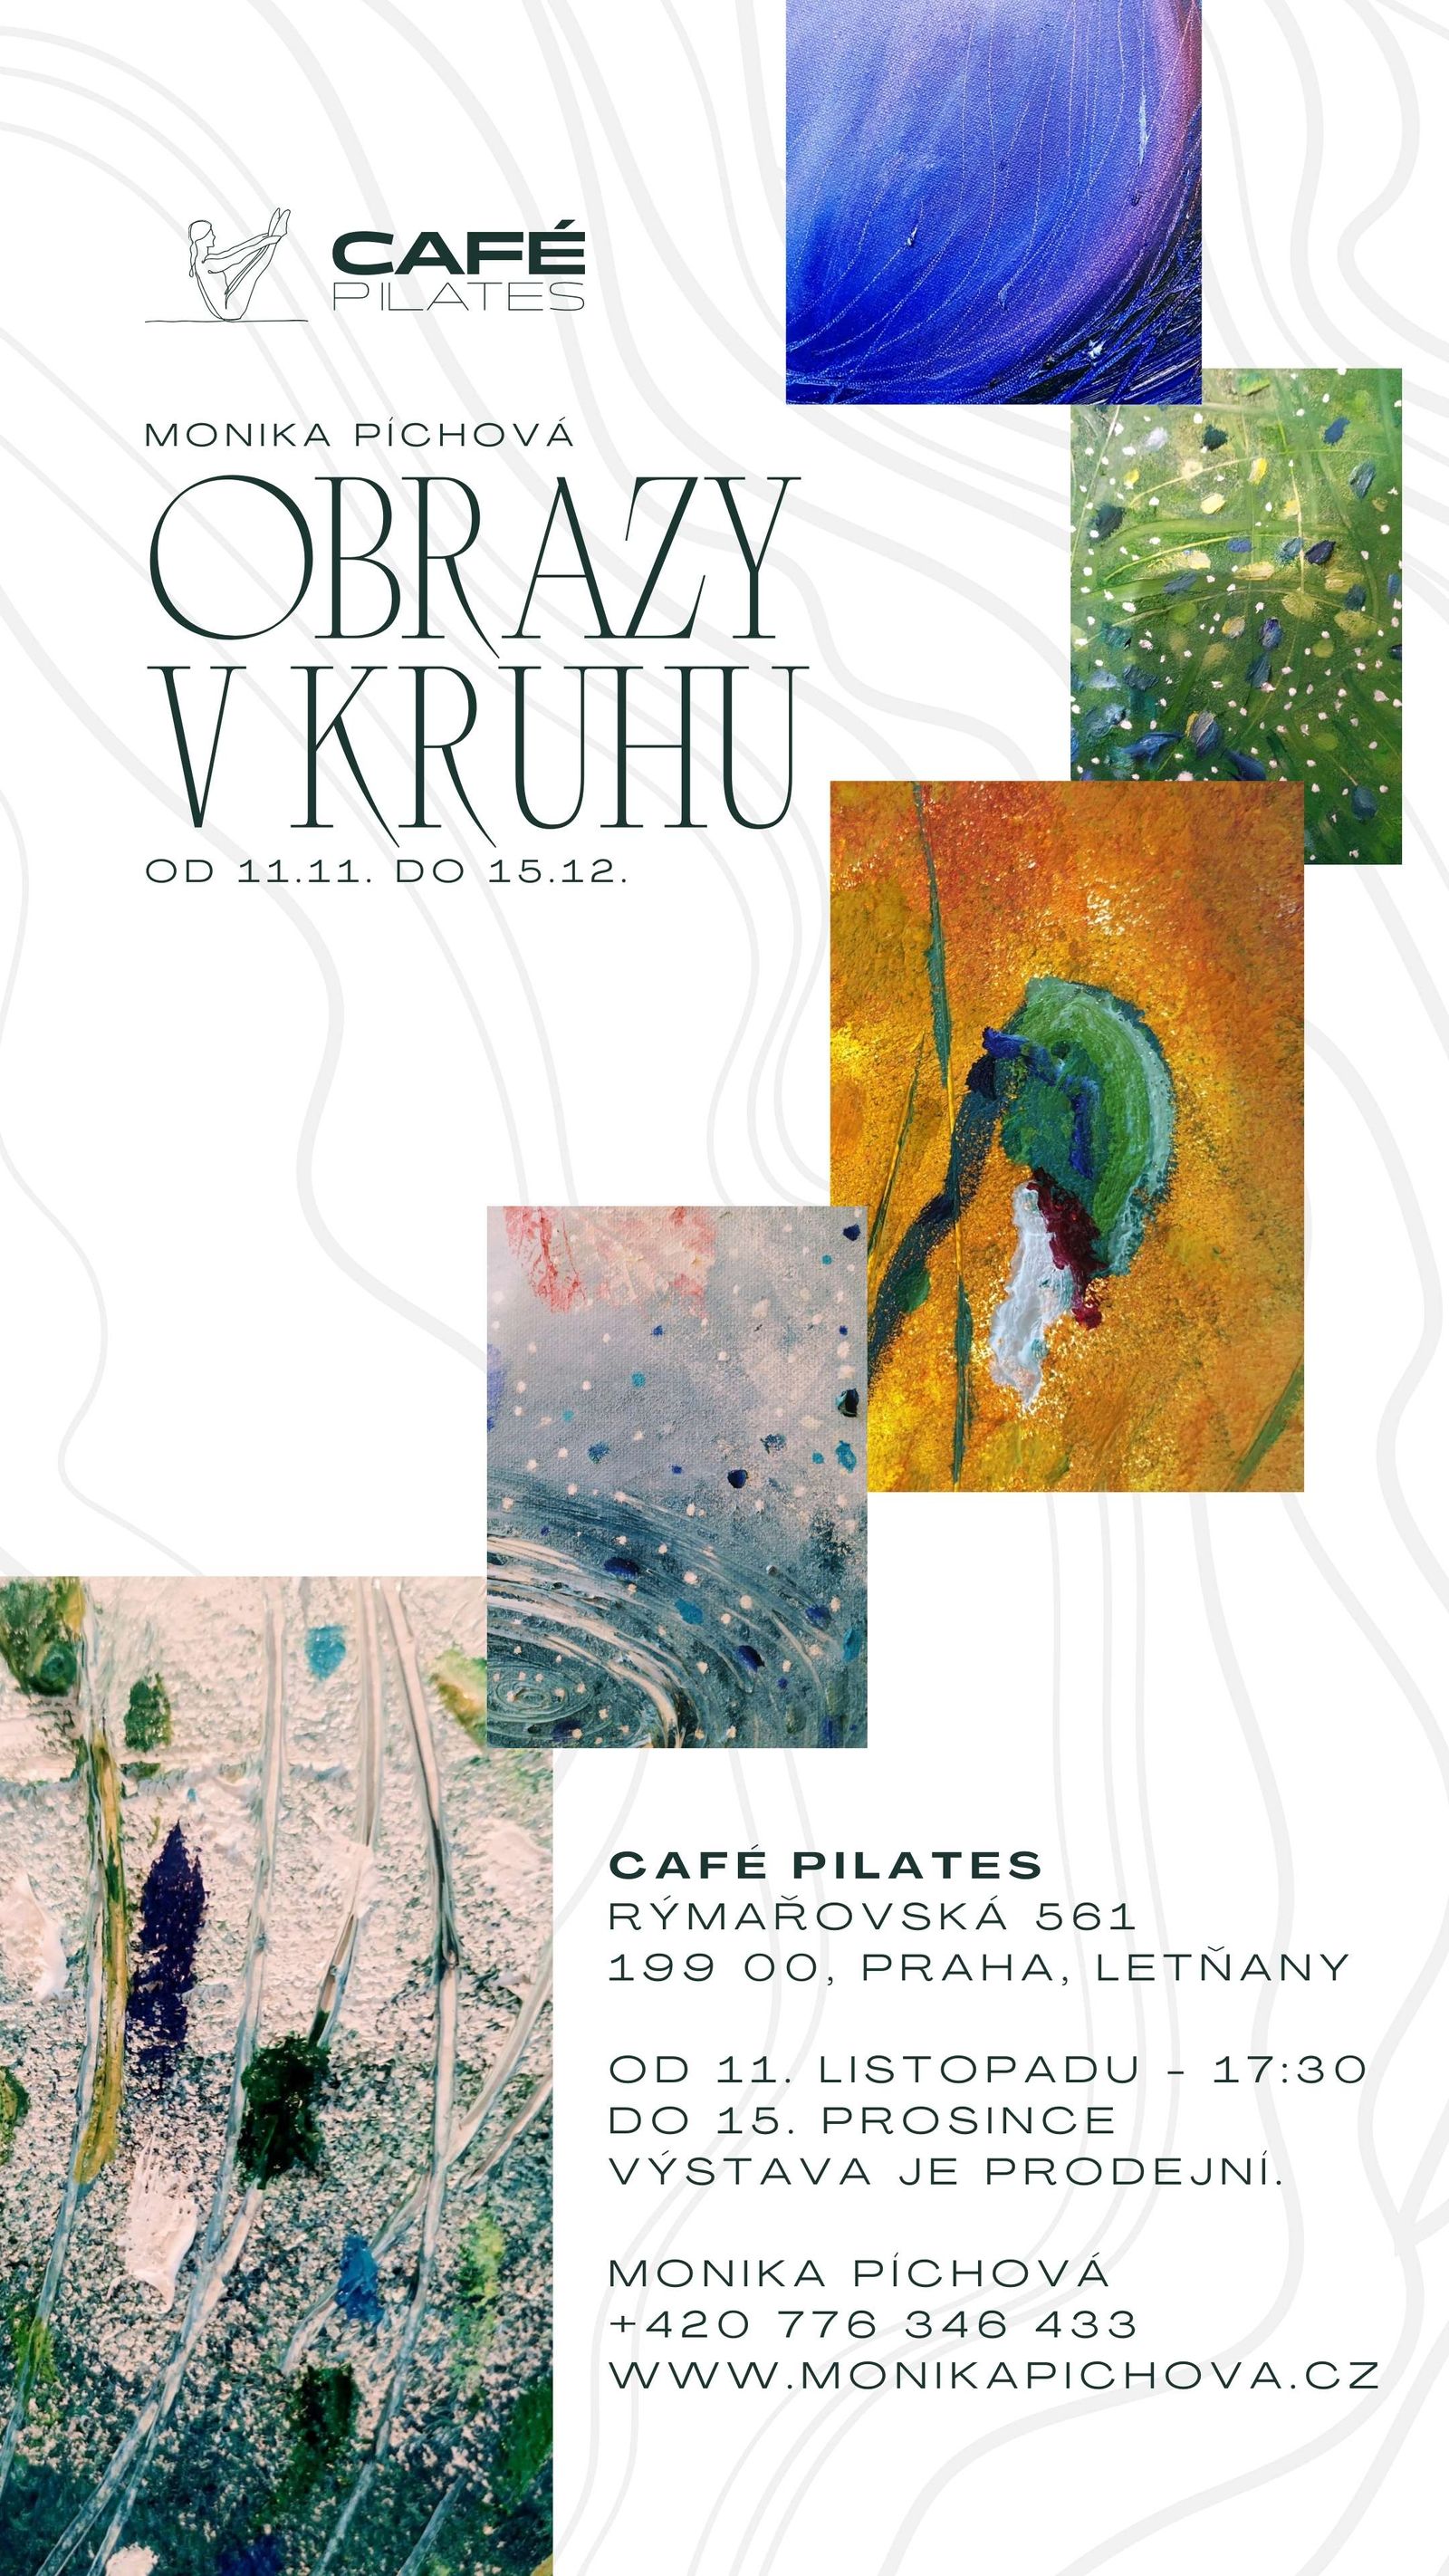 CAFÉ
PILATES
MONIKA PÍCHOVÁ
OBRAZY
V KRUHU
OD 11.11. DO 15.12.
CAFÉ PILATES
RÝMAŘOVSKÁ 561
199 00, PRAHA, LETŇANY
OD 11. LISTOPADU - 17:30
DO 15. PROSINCE
VÝSTAVA JE PRODEJNÍ.
MONIKA PÍCHOVÁ
+420 776 346 433
WWW.MONIKAPICHOVA.CZ